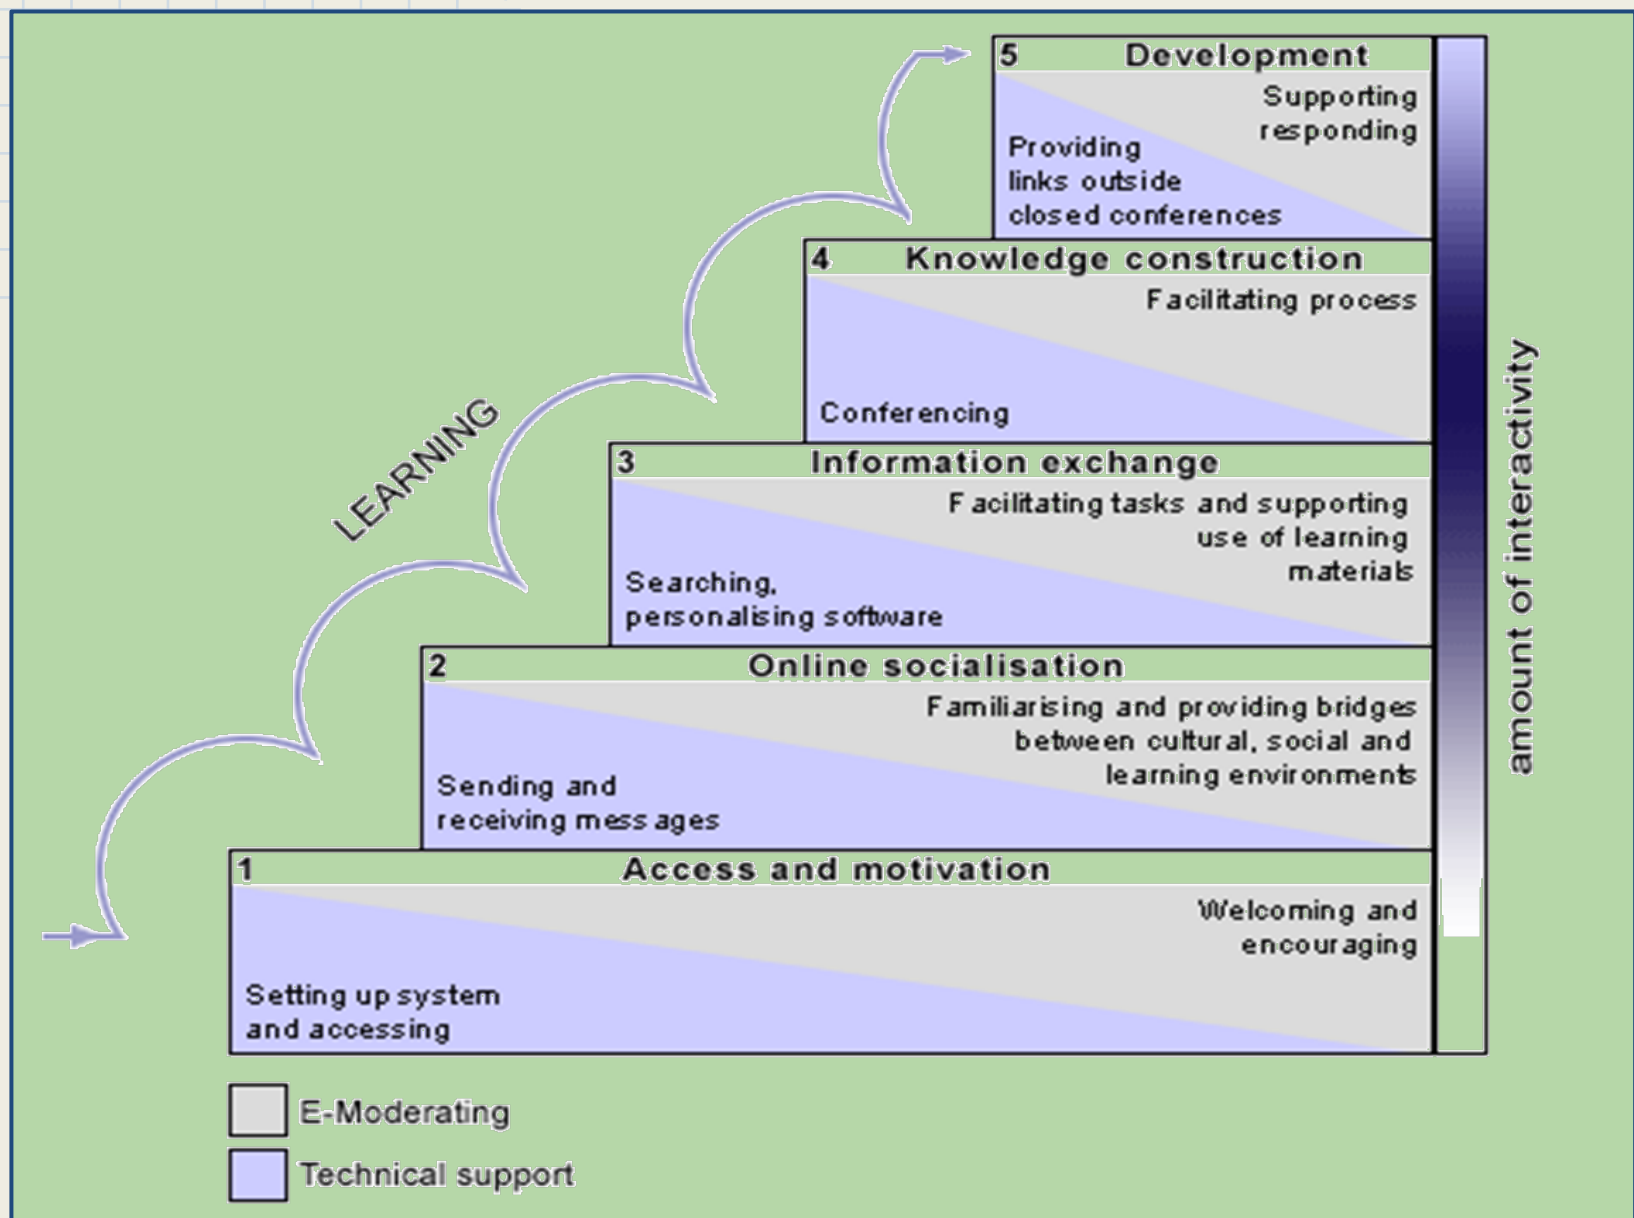 5 Development
Supporting
responding
Providing
links outside
closed conferences
4 Knowledge construction
Facilitating process
Conferencing
3 Information exchange
Facilitating tasks and supporting
use of learning
materials
Searching,
personalising software
2 Online socialisation
Familiarising and providing bridges
between cultural, social and
learning environments
Sending and
receiving messages
1 Access and motivation
Welcoming and
encouraging
Setting up system
and accessing
LEARNING
amount of interactivity
E-Moderating
Technical support